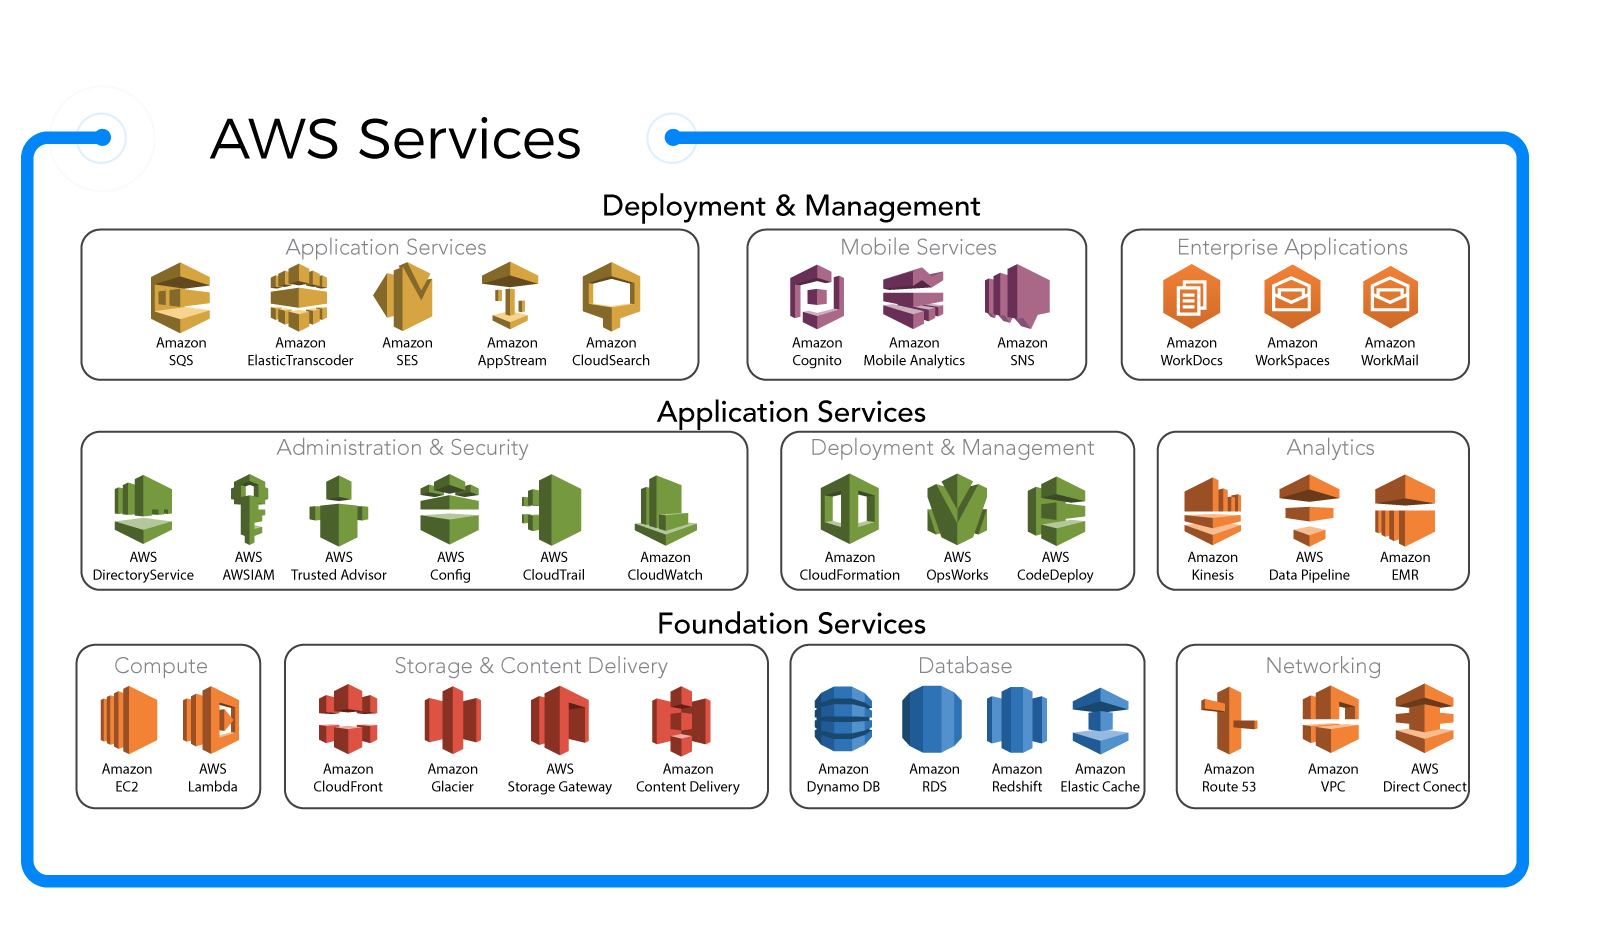 AWS Services
Deployment & Management
Application Services
Amazon
SQS
Amazon
ElasticTranscoder
Amazon
SES
Amazon
AppStream
Amazon
CloudSearch
Mobile Services
Amazon
Cognito
Amazon
Mobile Analytics
Amazon
SNS
Enterprise Applications
Amazon
WorkDocs
Amazon
WorkSpaces
Amazon
WorkMail
Application Services
Administration & Security
AWS
DirectoryService
AWS
AWSIAM
AWS
Trusted Advisor
AWS
Config
AWS
CloudTrail
Amazon
CloudWatch
Deployment & Management
Amazon
CloudFormation
AWS
OpsWorks
AWS
CodeDeploy
Analytics
Amazon
Kinesis
AWS
Data Pipeline
Amazon
EMR
Foundation Services
Compute
Amazon
EC2
AWS
Lambda
Storage & Content Delivery
Amazon
CloudFront
Amazon
Glacier
AWS
Storage Gateway
Amazon
Content Delivery
Database
Amazon
Dynamo DB
Amazon
RDS
Amazon
Redshift
Amazon
Elastic Cache
Networking
Amazon
Route 53
Amazon
VPC
AWS
Direct Conect